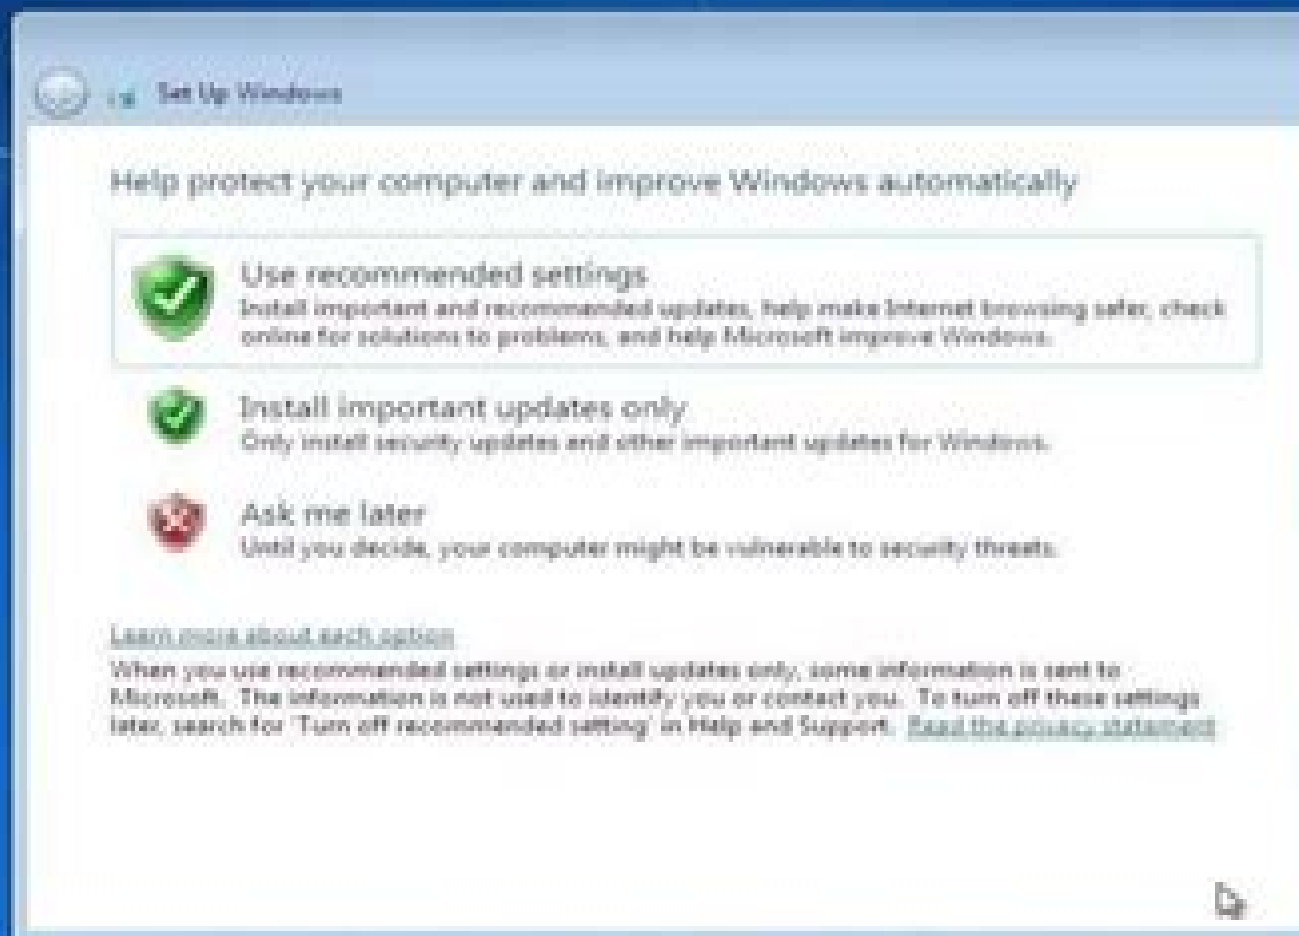 Set Up Windows
Help protect your computer and improve Windows automatically
Use recommended settings
Install important and recommended updates, help make Internet browsing safer, check
online for solutions to problems, and help Microsoft improve Windows.
Install important updates only
Only install security updates and other important updates for Windows.
Ask me later
Until you decide, your computer might be vulnerable to security threats.
Learn more about each option
When you use recommended settings or install updates only, some information is sent to
Microsoft. The information is not used to identify you or contact you. To turn off these settings
later, search for 'Turn off recommended setting' in Help and Support. Read the privacy statement